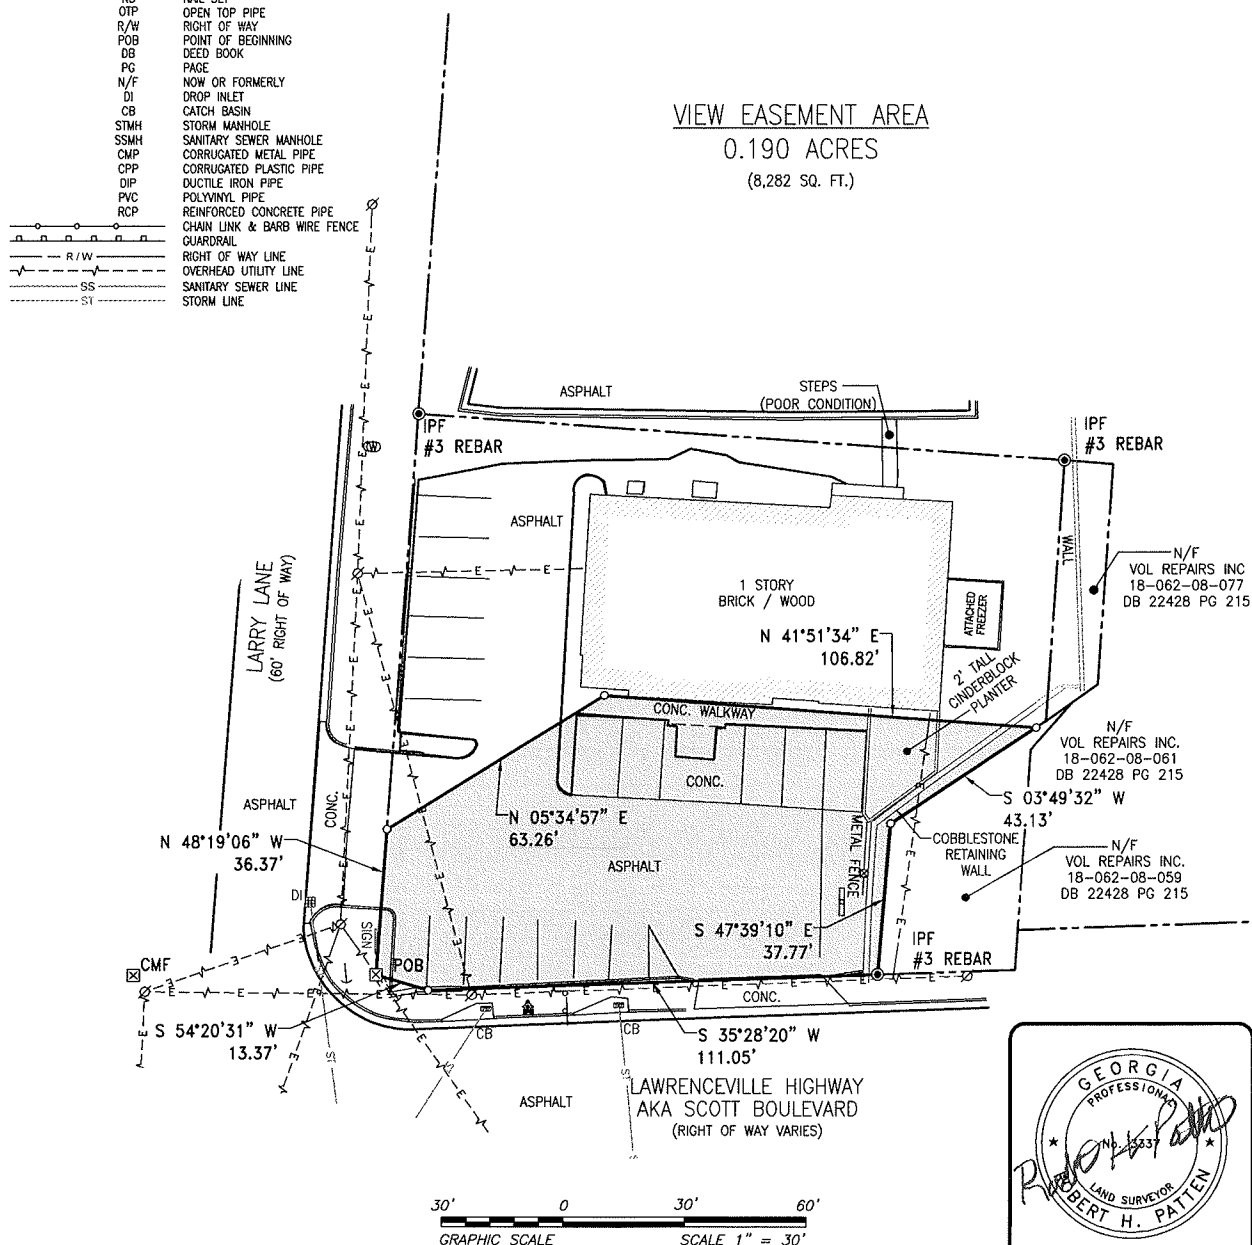 OTP OPEN TOP PIPE
R/W RIGHT OF WAY
POB POINT OF BEGINNING
DB DEED BOOK
PG PAGE
N/F NOW OR FORMERLY
DI DROP INLET
CB CATCH BASIN
STMH STORM MANHOLE
SSMH SANITARY SEWER MANHOLE
CMP CORRUGATED METAL PIPE
CPP CORRUGATED PLASTIC PIPE
DIP DUCTILE IRON PIPE
PVC POLYVINYL PIPE
RCP REINFORCED CONCRETE PIPE
CHAIN LINK & BARB WIRE FENCE
GUARDRAIL
R/W RIGHT OF WAY LINE
OVERHEAD UTILITY LINE
SS SANITARY SEWER LINE
ST STORM LINE
VIEW EASEMENT AREA
0.190 ACRES
(8,282 SQ. FT.)
ASPHALT
STEPS
(POOR CONDITION)
IPF
#3 REBAR
IPF
#3 REBAR
W
ASPHALT
WALL
N/F
VOL REPAIRS INC
18-062-08-077
DB 22428 PG 215
1 STORY
BRICK / WOOD
ATTACHED
FREEZER
LARRY LANE
(60' RIGHT OF WAY)
N 41°51'34" E
106.82'
2' TALL
CINDERBLOCK
PLANTER
CONC. WALKWAY
N/F
VOL REPAIRS INC.
18-062-08-061
DB 22428 PG 215
CONC.
ASPHALT
CONC.
S 03°49'32" W
43.13'
N 05°34'57" E
63.26'
N 48°19'06" W
36.37'
METAL FENCE
COBBLESTONE
RETAINING
WALL
N/F
VOL REPAIRS INC.
18-062-08-059
DB 22428 PG 215
ASPHALT
DI
SIGN
S 47°39'10" E
37.77'
IPF
#3 REBAR
CMF
POB
CONC.
S 54°20'31" W
13.37'
CB
CB
S 35°28'20" W
111.05'
ST
ST
ST
LAWRENCEVILLE HIGHWAY
AKA SCOTT BOULEVARD
(RIGHT OF WAY VARIES)
ASPHALT
GEORGIA
PROFESSIONAL
No. 3337
LAND SURVEYOR
ROBERT H. PATTEN
30' 0 30' 60'
GRAPHIC SCALE SCALE 1" = 30'